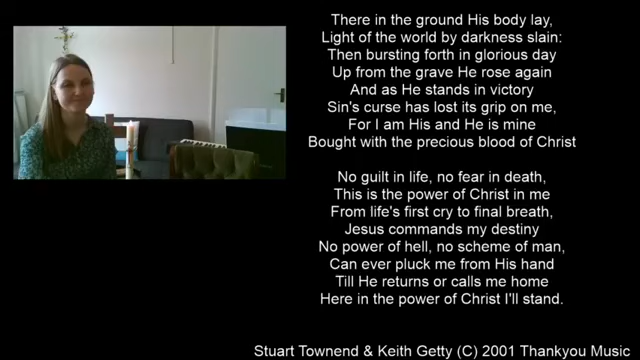 There in the ground His body lay,
Light of the world by darkness slain:
Then bursting forth in glorious day
Up from the grave He rose again
And as He stands in victory
Sin's curse has lost its grip on me,
For I am His and He is mine
Bought with the precious blood of Christ
No guilt in life, no fear in death,
This is the power of Christ in me
From life's first cry to final breath,
Jesus commands my destiny
No power of hell, no scheme of man,
Can ever pluck me from His hand
Till He returns or calls me home
Here in the power of Christ I'll stand.
Stuart Townend & Keith Getty (C) 2001 Thankyou Music